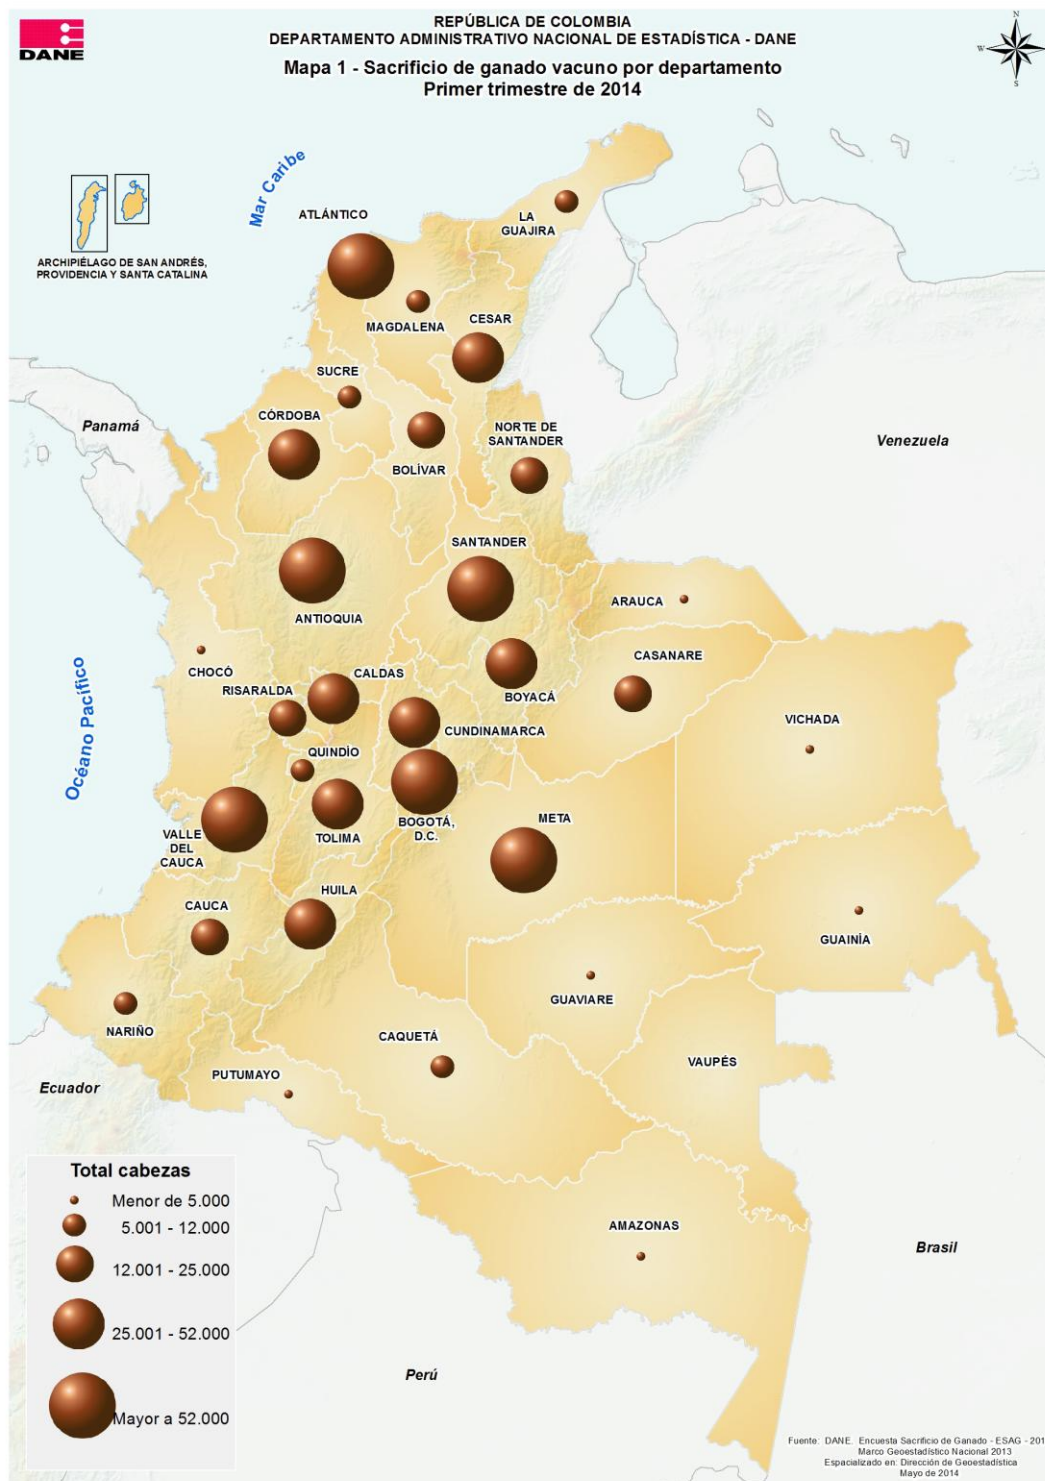 DANE
REPÚBLICA DE COLOMBIA
DEPARTAMENTO ADMINISTRATIVO NACIONAL DE ESTADÍSTICA - DANE
Mapa 1 - Sacrificio de ganado vacuno por departamento
Primer trimestre de 2014
N
W
E
S
Mar Caribe
ARCHIPIÉLAGO DE SAN ANDRÉS,
PROVIDENCIA Y SANTA CATALINA
ATLÁNTICO
LA
GUAJIRA
MAGDALENA
CESAR
SUCRE
CÓRDOBA
BOLÍVAR
NORTE DE
SANTANDER
Panamá
Venezuela
SANTANDER
ANTIOQUIA
ARAUCA
CHOCÓ
CALDAS
RISARALDA
BOYACÁ
CASANARE
VICHADA
CUNDINAMARCA
QUINDÌO
Océano Pacífico
VALLE
DEL
CAUCA
TOLIMA
BOGOTÁ,
D.C.
META
HUILA
CAUCA
GUAINÌA
GUAVIARE
NARIÑO
CAQUETÁ
VAUPÉS
PUTUMAYO
Ecuador
AMAZONAS
Brasil
Perú
Total cabezas
Menor de 5.000
5.001 - 12.000
12.001 - 25.000
25.001 - 52.000
Mayor a 52.000
Fuente: DANE. Encuesta Sacrificio de Ganado - ESAG - 201
Marco Geoestadístico Nacional 2013
Espacializado en: Dirección de Geoestadística
Mayo de 2014